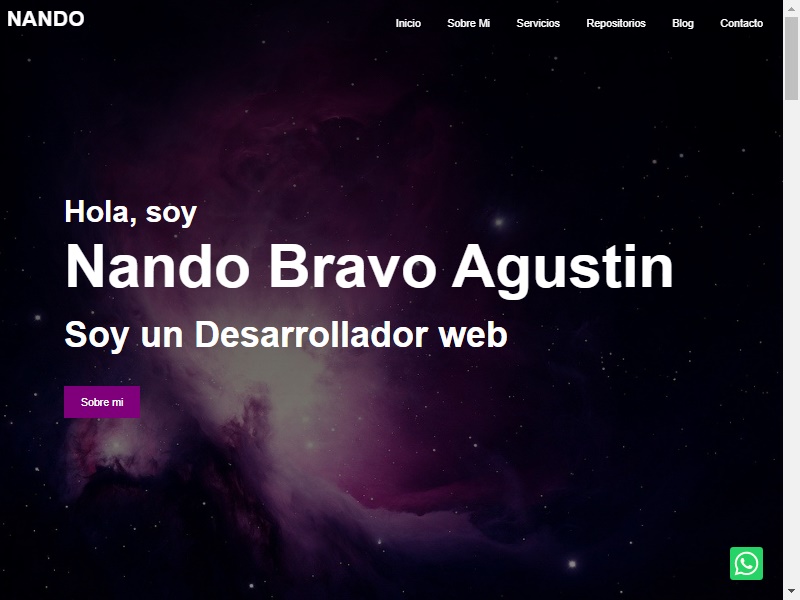 NANDO
Inicio Sobre Mi Servicios Repositorios Blog Contacto
Hola, soy
Nando Bravo Agustin
Soy un Desarrollador web
Sobre mi